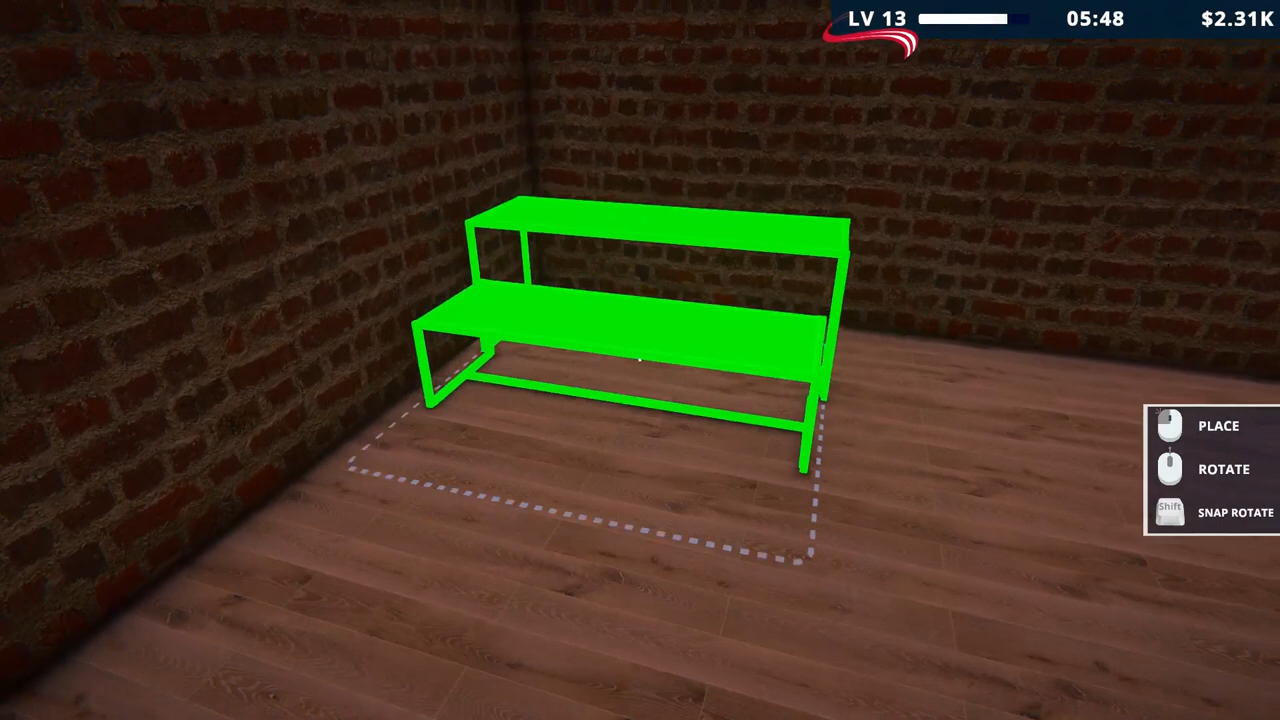 LV 13 05:48 $2.31K
PLACE
ROTATE
Shift SNAP ROTATE